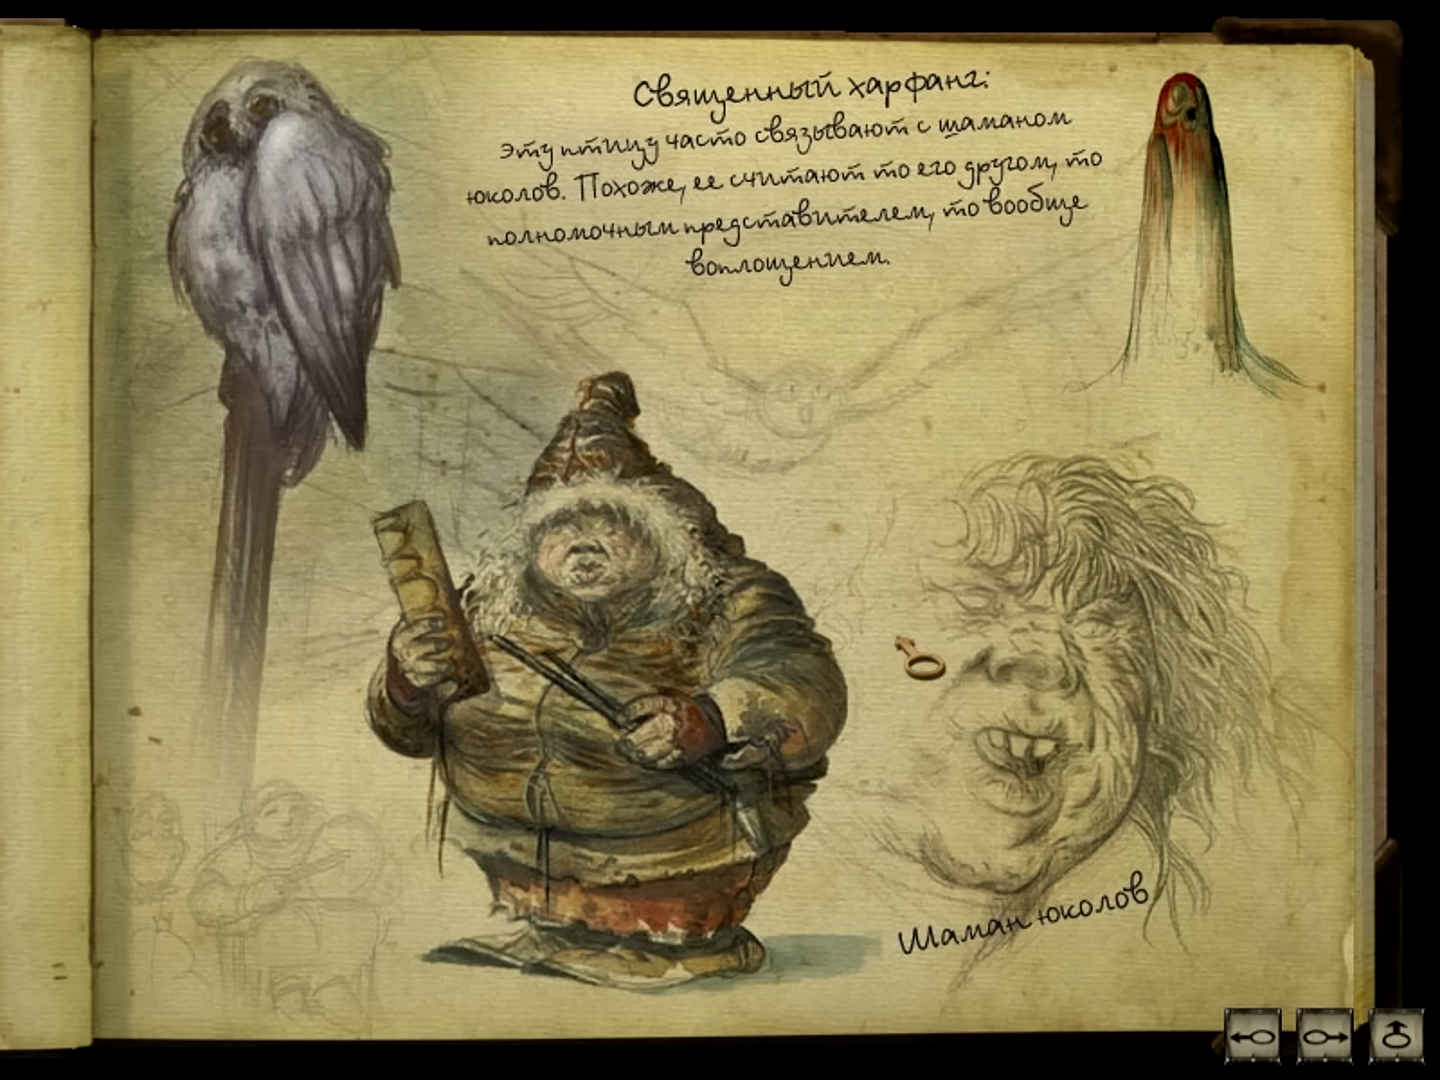 Священный харфанг:
Эту птицу часто связывают с шаманом
юколов. Похоже, ее считают то его другом, то
полномочным представителем, то вообще
воплощением.
Шаман юколов